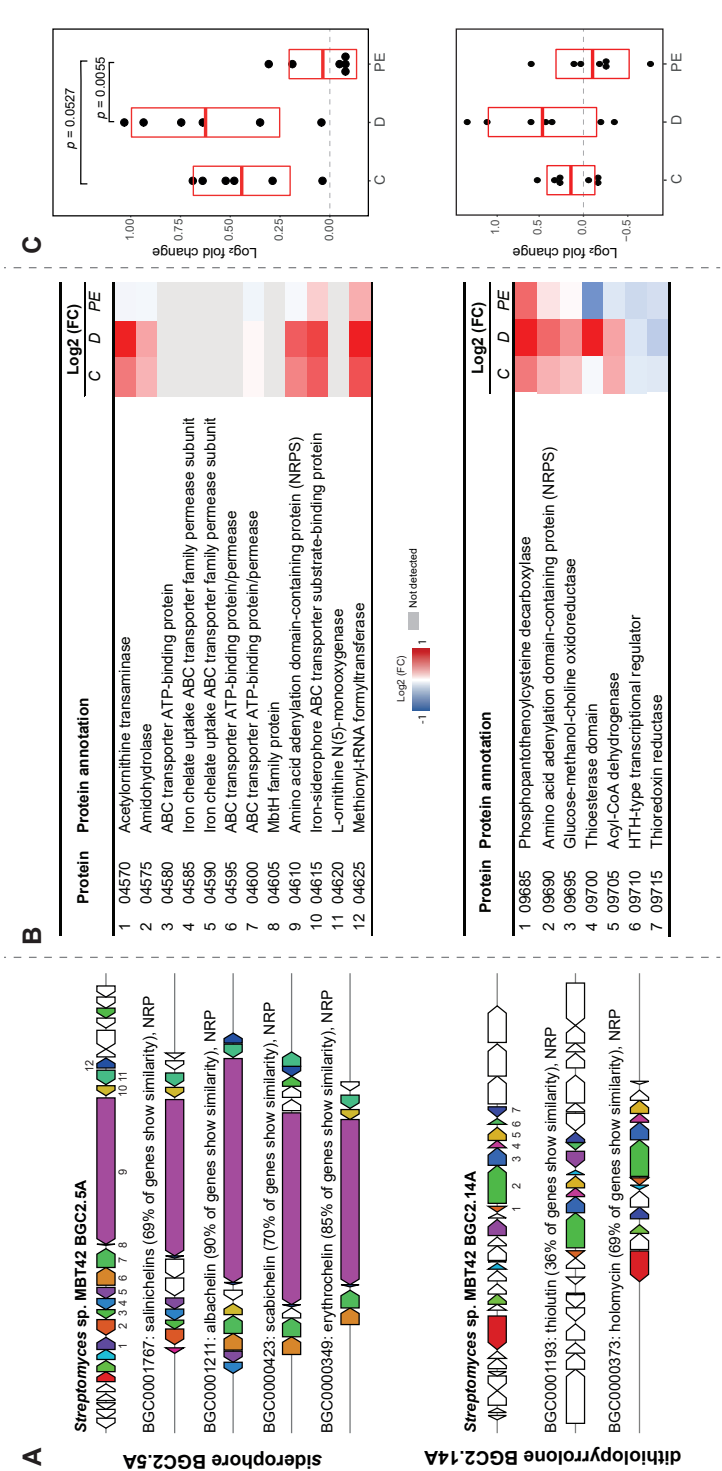 A
siderophore BGC2.5A
Streptomyces sp. MBT42 BGC2.5A
1 2 3 4 5 6 7 8 9 10 11 12
BGC0001767: salinichelins (69% of genes show similarity), NRP
BGC0001211: albachelin (90% of genes show similarity), NRP
BGC0000423: scabichelin (70% of genes show similarity), NRP
BGC0000349: erythrochelin (85% of genes show similarity), NRP
dithiolopyrrolone BGC2.14A
Streptomyces sp. MBT42 BGC2.14A
1 2 3 4 5 6 7
BGC0001193: thiolutin (36% of genes show similarity), NRP
BGC0000373: holomycin (69% of genes show similarity), NRP
B
Log2 (FC)
Protein Protein annotation C D PE
1 04570 Acetylornithine transaminase
2 04575 Amidohydrolase
3 04580 ABC transporter ATP-binding protein
4 04585 Iron chelate uptake ABC transporter family permease subunit
5 04590 Iron chelate uptake ABC transporter family permease subunit
6 04595 ABC transporter ATP-binding protein/permease
7 04600 ABC transporter ATP-binding protein/permease
8 04605 MbtH family protein
9 04610 Amino acid adenylation domain-containing protein (NRPS)
10 04615 Iron-siderophore ABC transporter substrate-binding protein
11 04620 L-ornithine N(5)-monooxygenase
12 04625 Methionyl-tRNA formyltransferase
Log2 (FC)
-1 1
Not detected
Log2 (FC)
Protein Protein annotation C D PE
1 09685 Phosphopantothenoylcysteine decarboxylase
2 09690 Amino acid adenylation domain-containing protein (NRPS)
3 09695 Glucose-methanol-choline oxidoreductase
4 09700 Thioesterase domain
5 09705 Acyl-CoA dehydrogenase
6 09710 HTH-type transcriptional regulator
7 09715 Thioredoxin reductase
C
p = 0.0527
p = 0.0055
Log₂ fold change
1.00
0.75
0.50
0.25
0.00
C D PE
Log₂ fold change
1.0
0.5
0.0
−0.5
C D PE